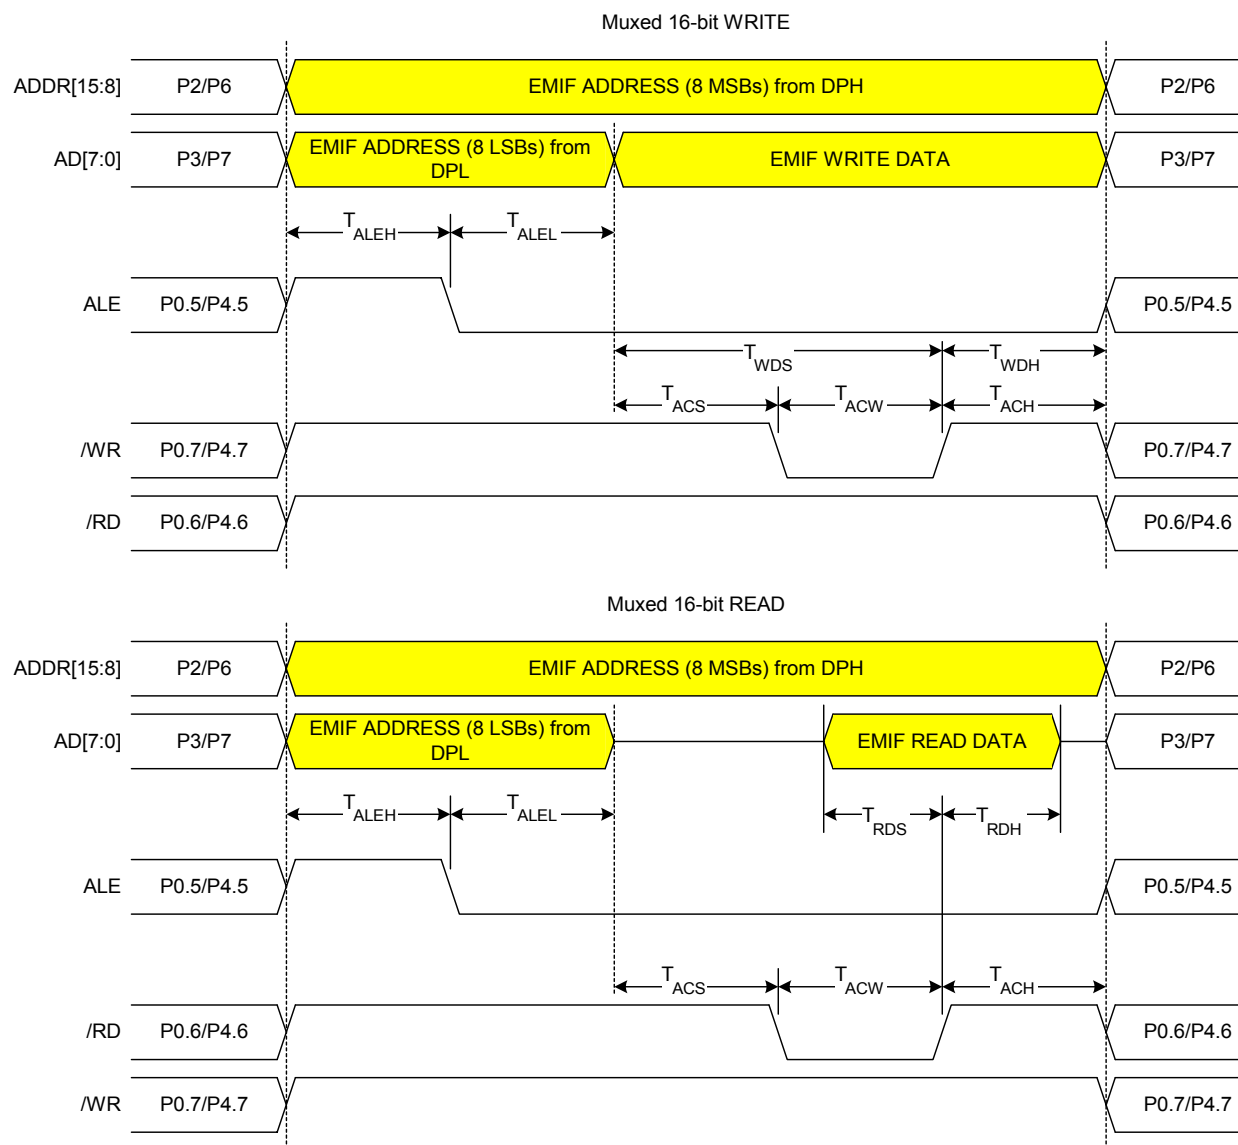 Muxed 16-bit WRITE
ADDR[15:8] P2/P6 EMIF ADDRESS (8 MSBs) from DPH P2/P6
AD[7:0] P3/P7 EMIF ADDRESS (8 LSBs) from DPL EMIF WRITE DATA P3/P7
TALEH TALEL
ALE P0.5/P4.5 P0.5/P4.5
TWDS TWDH
TACS TACW TACH
/WR P0.7/P4.7 P0.7/P4.7
/RD P0.6/P4.6 P0.6/P4.6
Muxed 16-bit READ
ADDR[15:8] P2/P6 EMIF ADDRESS (8 MSBs) from DPH P2/P6
AD[7:0] P3/P7 EMIF ADDRESS (8 LSBs) from DPL EMIF READ DATA P3/P7
TALEH TALEL TRDS TRDH
ALE P0.5/P4.5 P0.5/P4.5
TACS TACW TACH
/RD P0.6/P4.6 P0.6/P4.6
/WR P0.7/P4.7 P0.7/P4.7